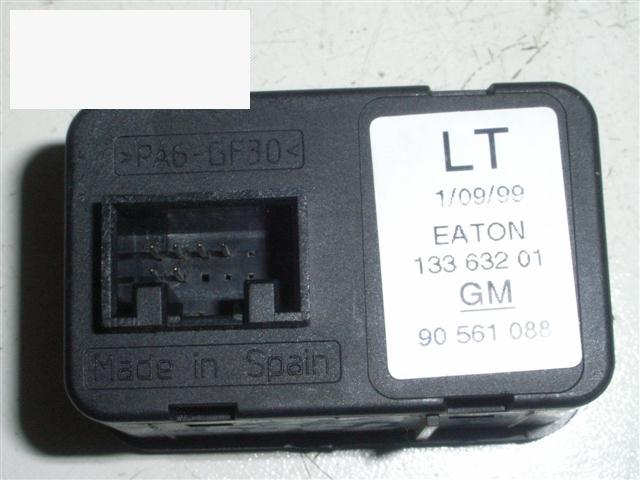 >PA6-GF30<
Made in Spain
LT
1/09/99
EATON
133 632 01
GM
90 561 088